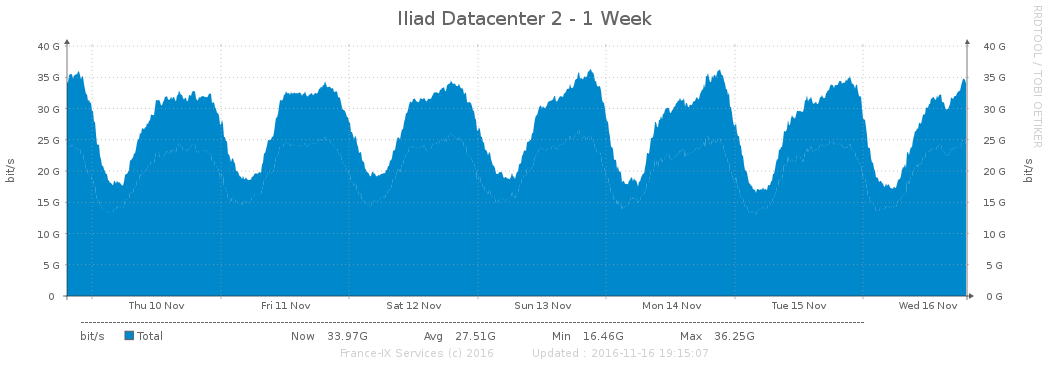 Iliad Datacenter 2 - 1 Week
RRDTOOL / TOBI OETIKER
40 G 40 G
35 G 35 G
30 G 30 G
25 G 25 G
20 G 20 G
15 G 15 G
10 G 10 G
5 G 5 G
0 0 G
bit/s bit/s
Thu 10 Nov Fri 11 Nov Sat 12 Nov Sun 13 Nov Mon 14 Nov Tue 15 Nov Wed 16 Nov
bit/s Total Now 33.97G Avg 27.51G Min 16.46G Max 36.25G
France-IX Services (c) 2016 Updated : 2016-11-16 19:15:07